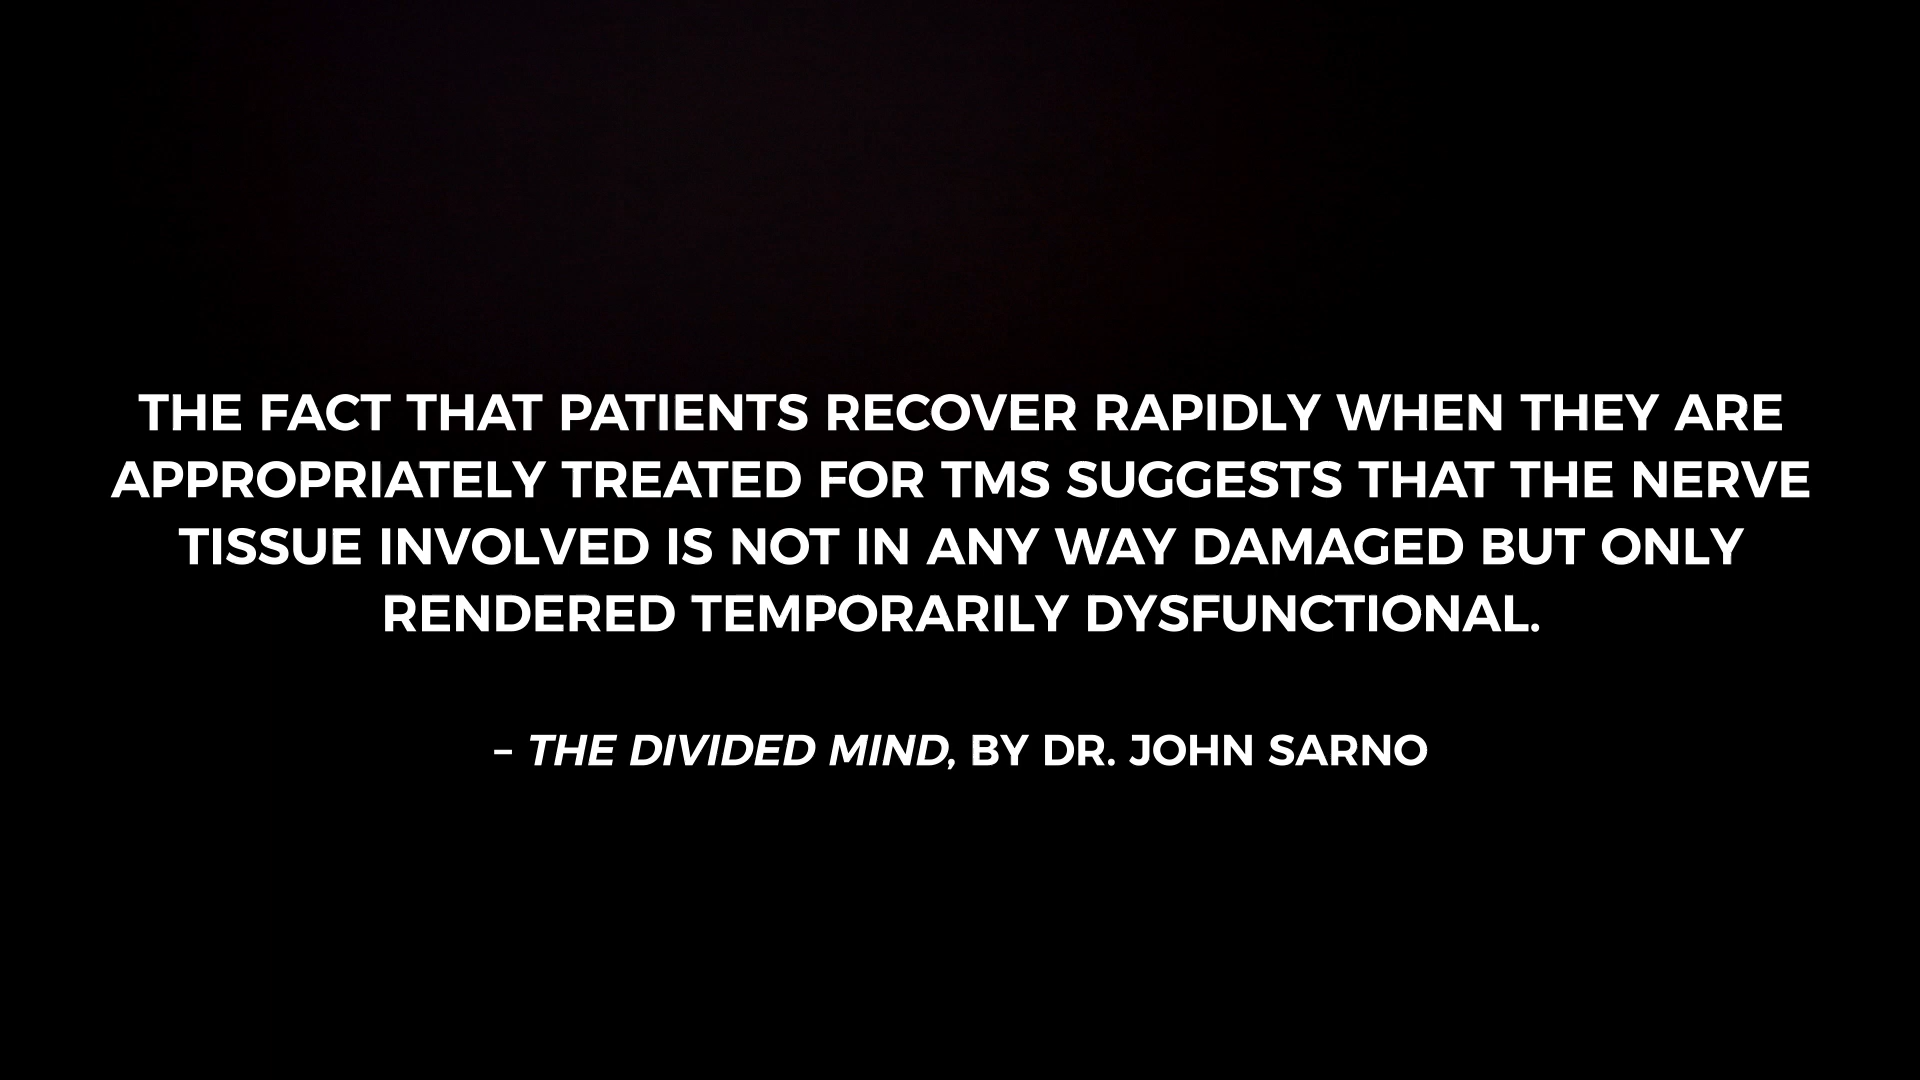 THE FACT THAT PATIENTS RECOVER RAPIDLY WHEN THEY ARE
APPROPRIATELY TREATED FOR TMS SUGGESTS THAT THE NERVE
TISSUE INVOLVED IS NOT IN ANY WAY DAMAGED BUT ONLY
RENDERED TEMPORARILY DYSFUNCTIONAL.
– THE DIVIDED MIND, BY DR. JOHN SARNO